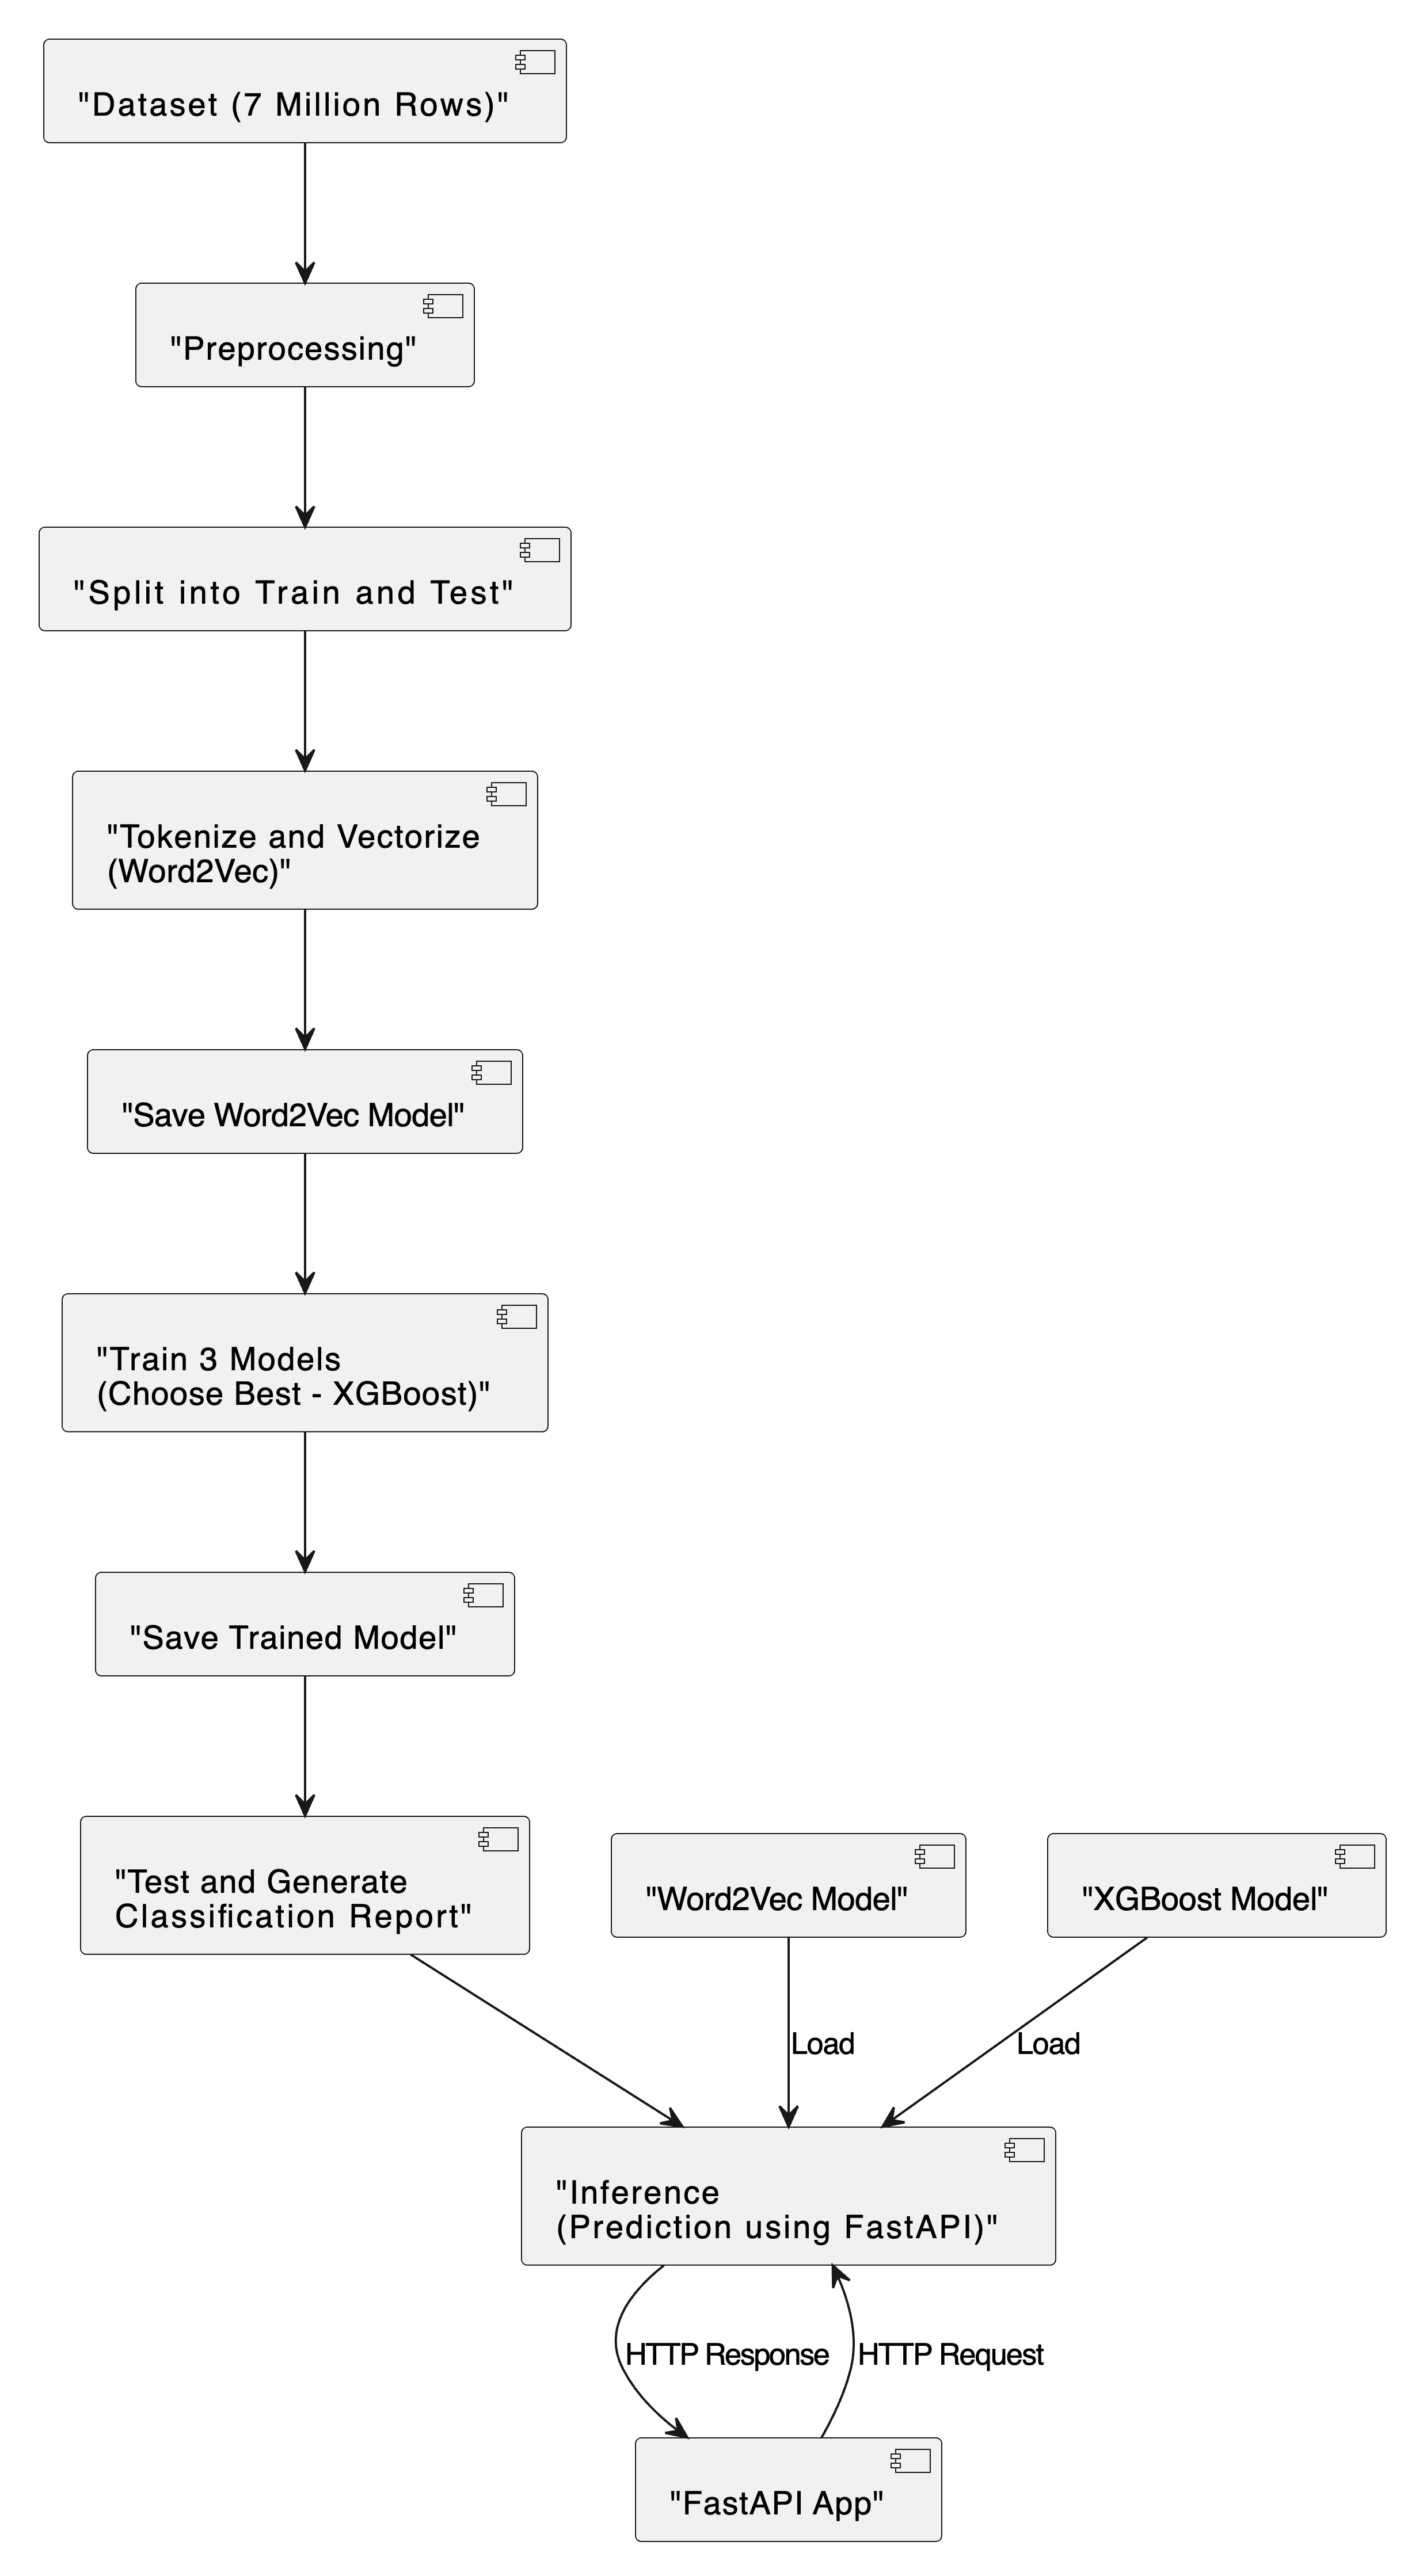 "Dataset (7 Million Rows)"
"Preprocessing"
"Split into Train and Test"
"Tokenize and Vectorize
(Word2Vec)"
"Save Word2Vec Model"
"Train 3 Models
(Choose Best - XGBoost)"
"Save Trained Model"
"Test and Generate
Classification Report"
"Word2Vec Model"
"XGBoost Model"
Load
Load
"Inference
(Prediction using FastAPI)"
HTTP Response
HTTP Request
"FastAPI App"